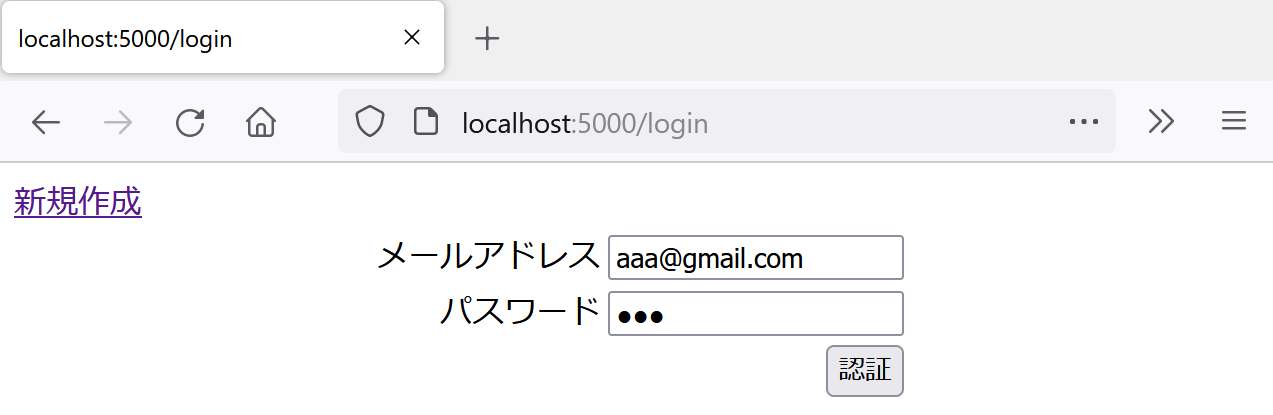 localhost:5000/login
localhost:5000/login
新規作成
メールアドレス aaa@gmail.com
パスワード ●●●
認証